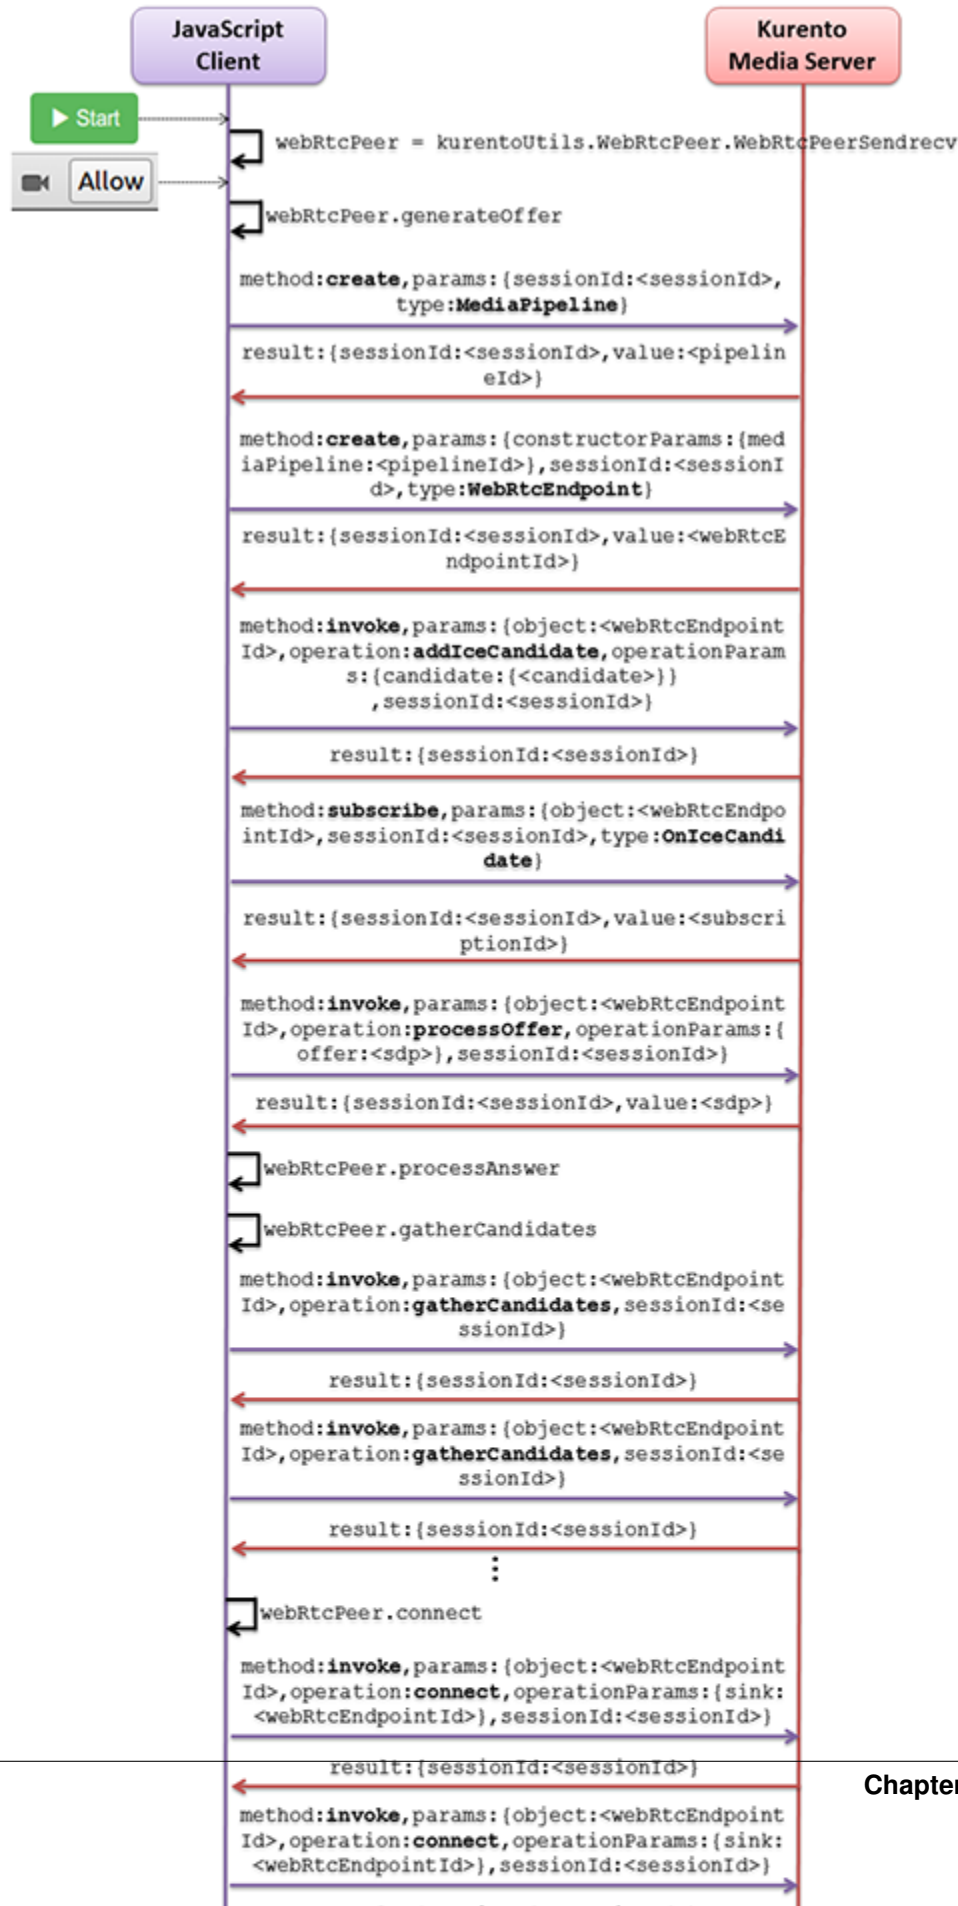 JavaScript
Client
Kurento
Media Server
Start
webRtcPeer = kurentoUtils.WebRtcPeer.WebRtcPeerSendrecv
Allow
webRtcPeer.generateOffer
method:create,params:{sessionId:<sessionId>,
type:MediaPipeline}
result:{sessionId:<sessionId>,value:<pipelin
eId>}
method:create,params:{constructorParams:{med
iaPipeline:<pipelineId>},sessionId:<sessionI
d>,type:WebRtcEndpoint}
result:{sessionId:<sessionId>,value:<webRtcE
ndpointId>}
method:invoke,params:{object:<webRtcEndpoint
Id>,operation:addIceCandidate,operationParam
s:{candidate:{<candidate>}}
,sessionId:<sessionId>}
result:{sessionId:<sessionId>}
method:subscribe,params:{object:<webRtcEndpo
intId>,sessionId:<sessionId>,type:OnIceCandi
date}
result:{sessionId:<sessionId>,value:<subscri
ptionId>}
method:invoke,params:{object:<webRtcEndpoint
Id>,operation:processOffer,operationParams:{
offer:<sdp>},sessionId:<sessionId>}
result:{sessionId:<sessionId>,value:<sdp>}
webRtcPeer.processAnswer
webRtcPeer.gatherCandidates
method:invoke,params:{object:<webRtcEndpoint
Id>,operation:gatherCandidates,sessionId:<se
ssionId>}
result:{sessionId:<sessionId>}
method:invoke,params:{object:<webRtcEndpoint
Id>,operation:gatherCandidates,sessionId:<se
ssionId>}
result:{sessionId:<sessionId>}
⋮
webRtcPeer.connect
method:invoke,params:{object:<webRtcEndpoint
Id>,operation:connect,operationParams:{sink:
<webRtcEndpointId>},sessionId:<sessionId>}
result:{sessionId:<sessionId>}
Chapter
method:invoke,params:{object:<webRtcEndpoint
Id>,operation:connect,operationParams:{sink:
<webRtcEndpointId>},sessionId:<sessionId>}